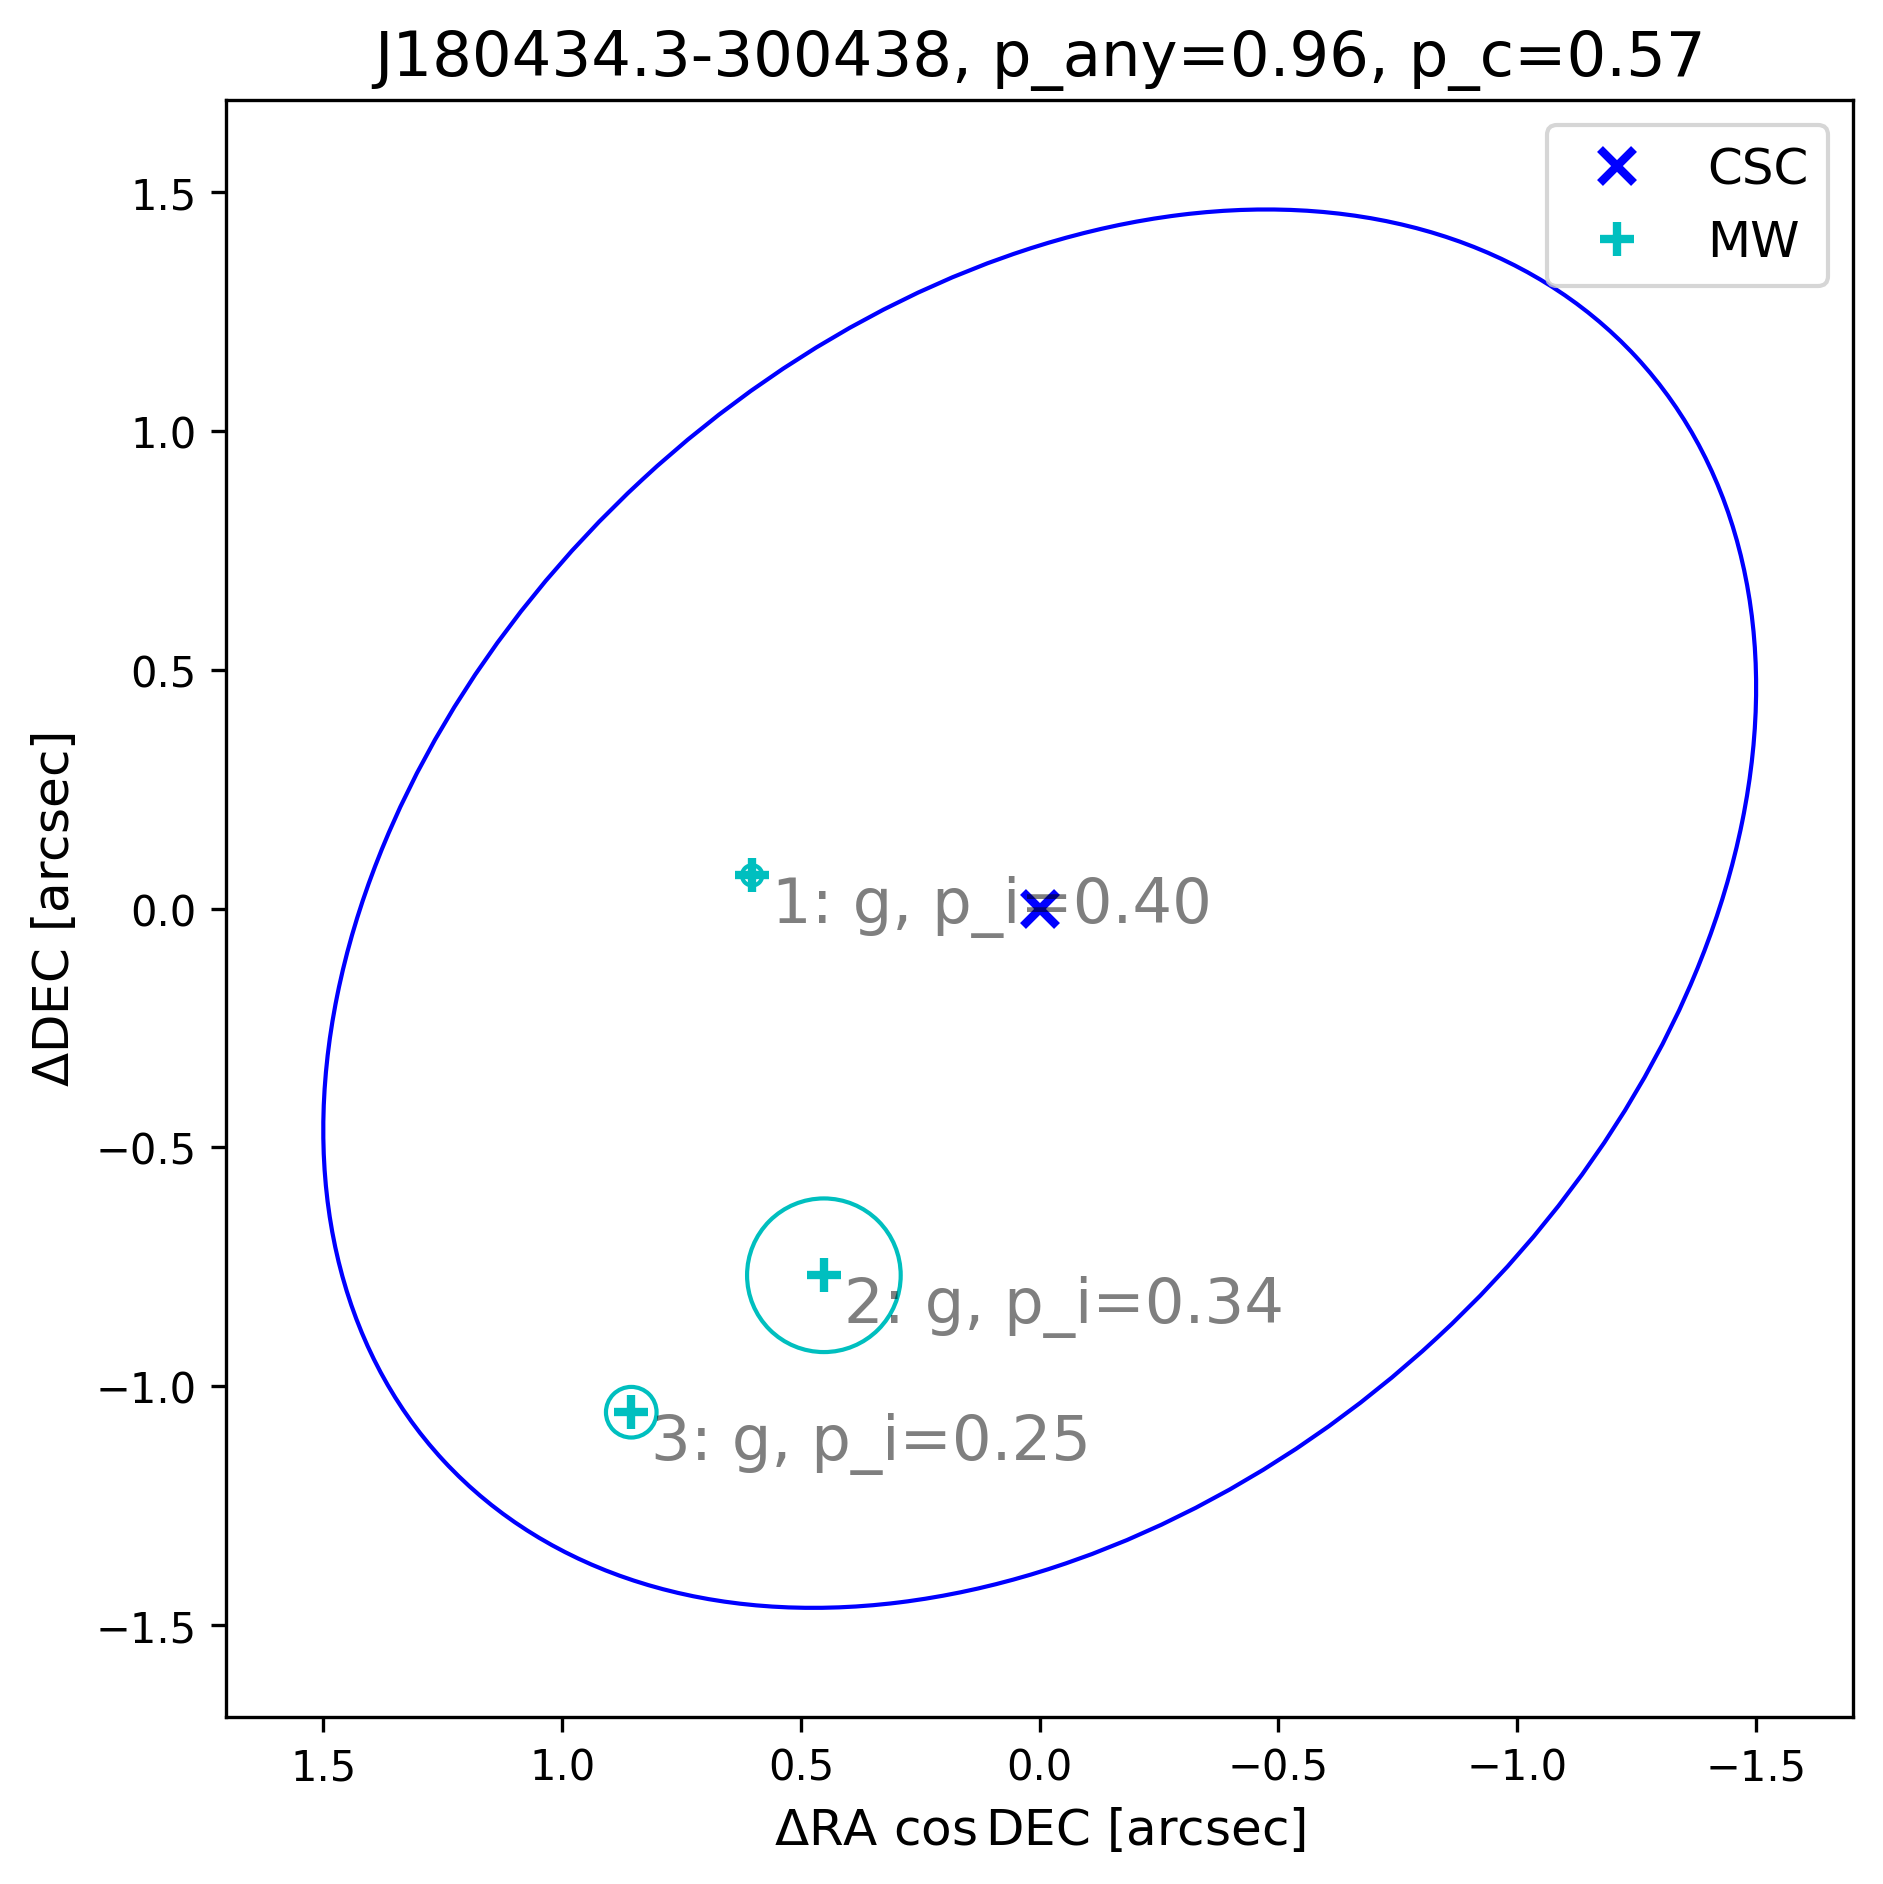 J180434.3-300438, p_any=0.96, p_c=0.57
CSC
MW
1.5
1.0
0.5
0.0
−0.5
−1.0
−1.5
ΔDEC [arcsec]
1: g, p_i=0.40
2: g, p_i=0.34
3: g, p_i=0.25
1.5 1.0 0.5 0.0 −0.5 −1.0 −1.5
ΔRA cos DEC [arcsec]